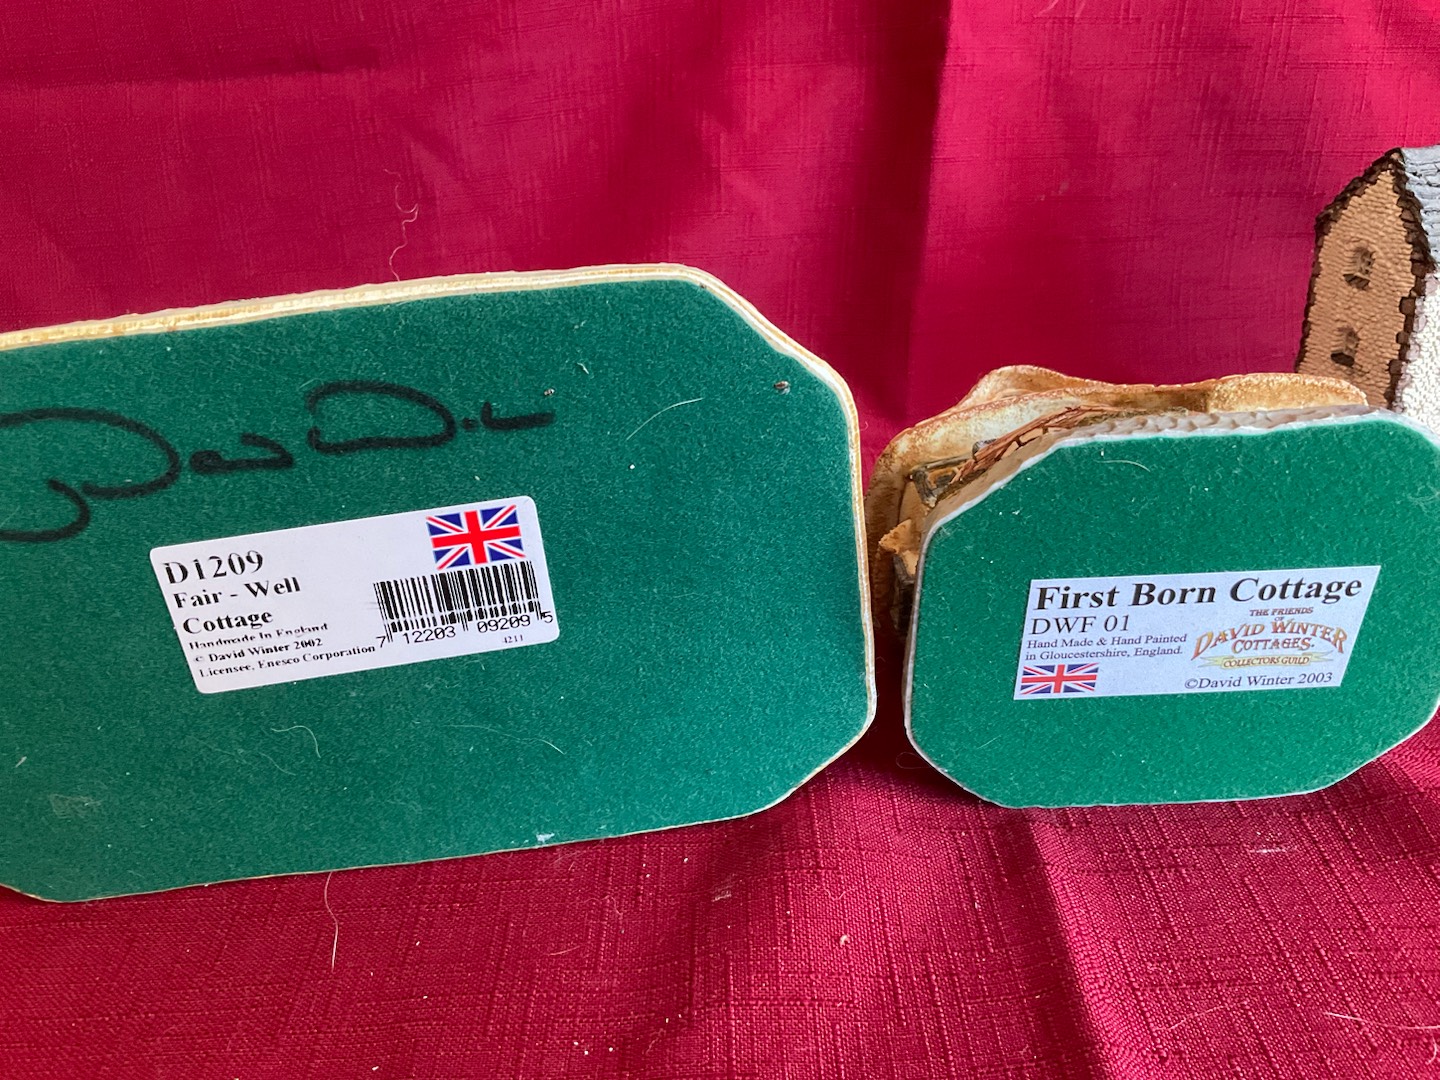 D1209
Fair - Well
Cottage
Handmade In England
© David Winter 2002
Licensee, Enesco Corporation
7 12203 09209 5
4211
First Born Cottage
DWF 01
Hand Made & Hand Painted
in Gloucestershire, England.
THE FRIENDS
OF
DAVID WINTER
COTTAGES.
COLLECTORS GUILD
©David Winter 2003